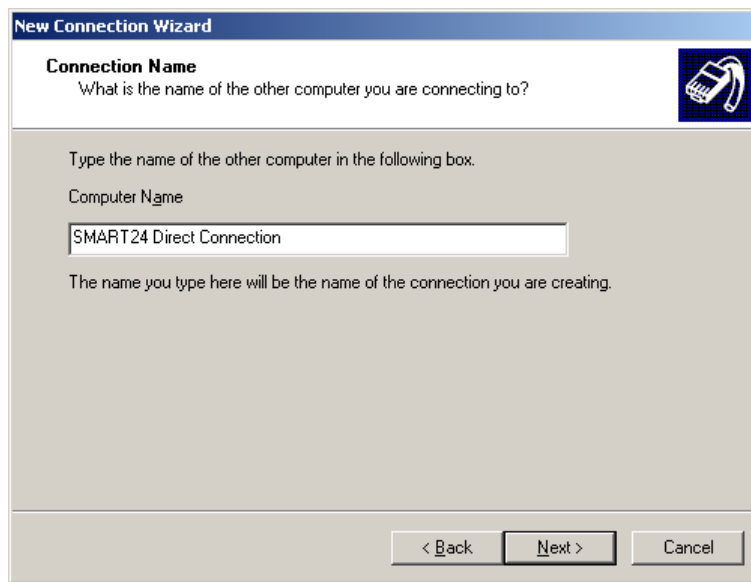 New Connection Wizard
Connection Name
What is the name of the other computer you are connecting to?
Type the name of the other computer in the following box.
Computer Name
SMART24 Direct Connection
The name you type here will be the name of the connection you are creating.
< Back Next > Cancel